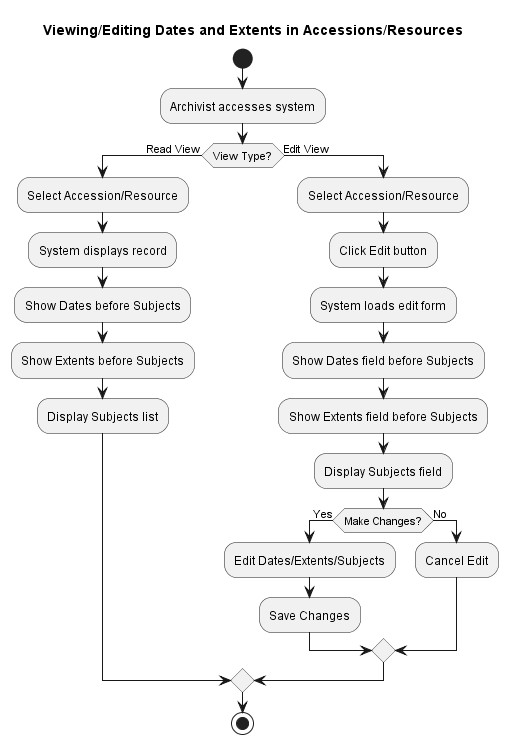 Viewing/Editing Dates and Extents in Accessions/Resources
Archivist accesses system
View Type?
Read View
Edit View
Select Accession/Resource
System displays record
Show Dates before Subjects
Show Extents before Subjects
Display Subjects list
Select Accession/Resource
Click Edit button
System loads edit form
Show Dates field before Subjects
Show Extents field before Subjects
Display Subjects field
Make Changes?
Yes
No
Edit Dates/Extents/Subjects
Save Changes
Cancel Edit